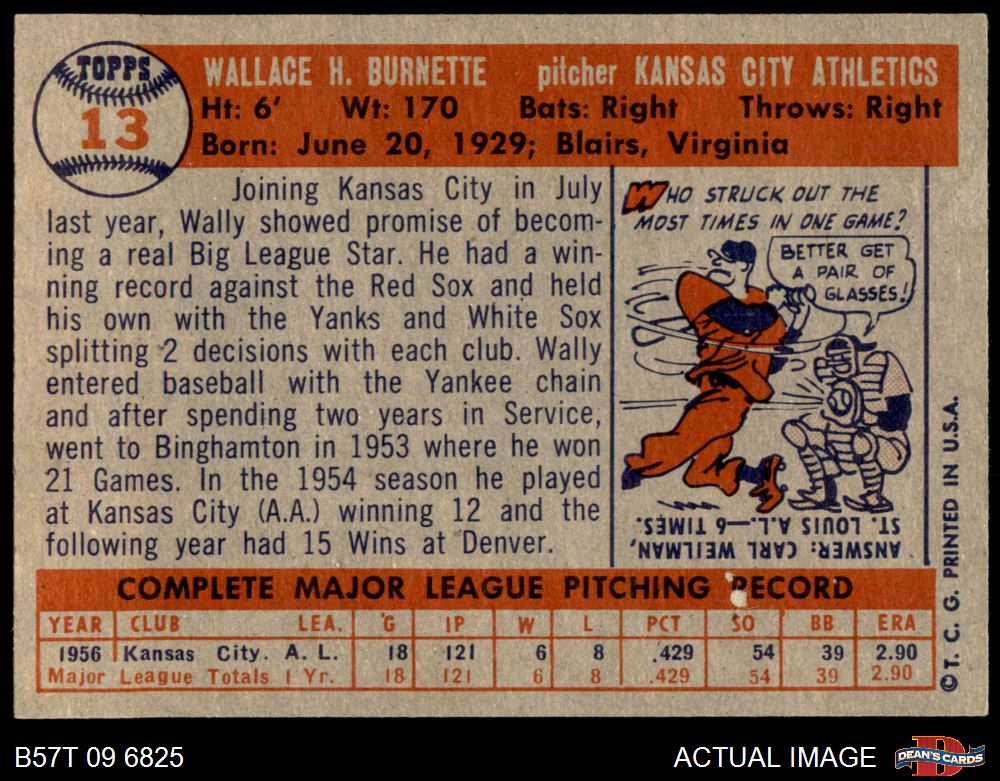 TOPPS
13
WALLACE H. BURNETTE pitcher KANSAS CITY ATHLETICS
Ht: 6' Wt: 170 Bats: Right Throws: Right
Born: June 20, 1929; Blairs, Virginia
Joining Kansas City in July
last year, Wally showed promise of becom-
ing a real Big League Star. He had a win-
ning record against the Red Sox and held
his own with the Yanks and White Sox
splitting 2 decisions with each club. Wally
entered baseball with the Yankee chain
and after spending two years in Service,
went to Binghamton in 1953 where he won
21 Games. In the 1954 season he played
at Kansas City (A.A.) winning 12 and the
following year had 15 Wins at Denver.
WHO STRUCK OUT THE
MOST TIMES IN ONE GAME?
BETTER GET
A PAIR OF
GLASSES!
ANSWER: CARL WEILMAN,
ST. LOUIS A.L.—6 TIMES.
COMPLETE MAJOR LEAGUE PITCHING RECORD
YEAR CLUB LEA. G IP W L PCT SO BB ERA
1956 Kansas City. A. L. 18 121 6 8 .429 54 39 2.90
Major League Totals 1 Yr. 18 121 6 8 .429 54 39 2.90
©T. C. G. PRINTED IN U.S.A.
B57T 09 6825
ACTUAL IMAGE
DEAN'S CARDS